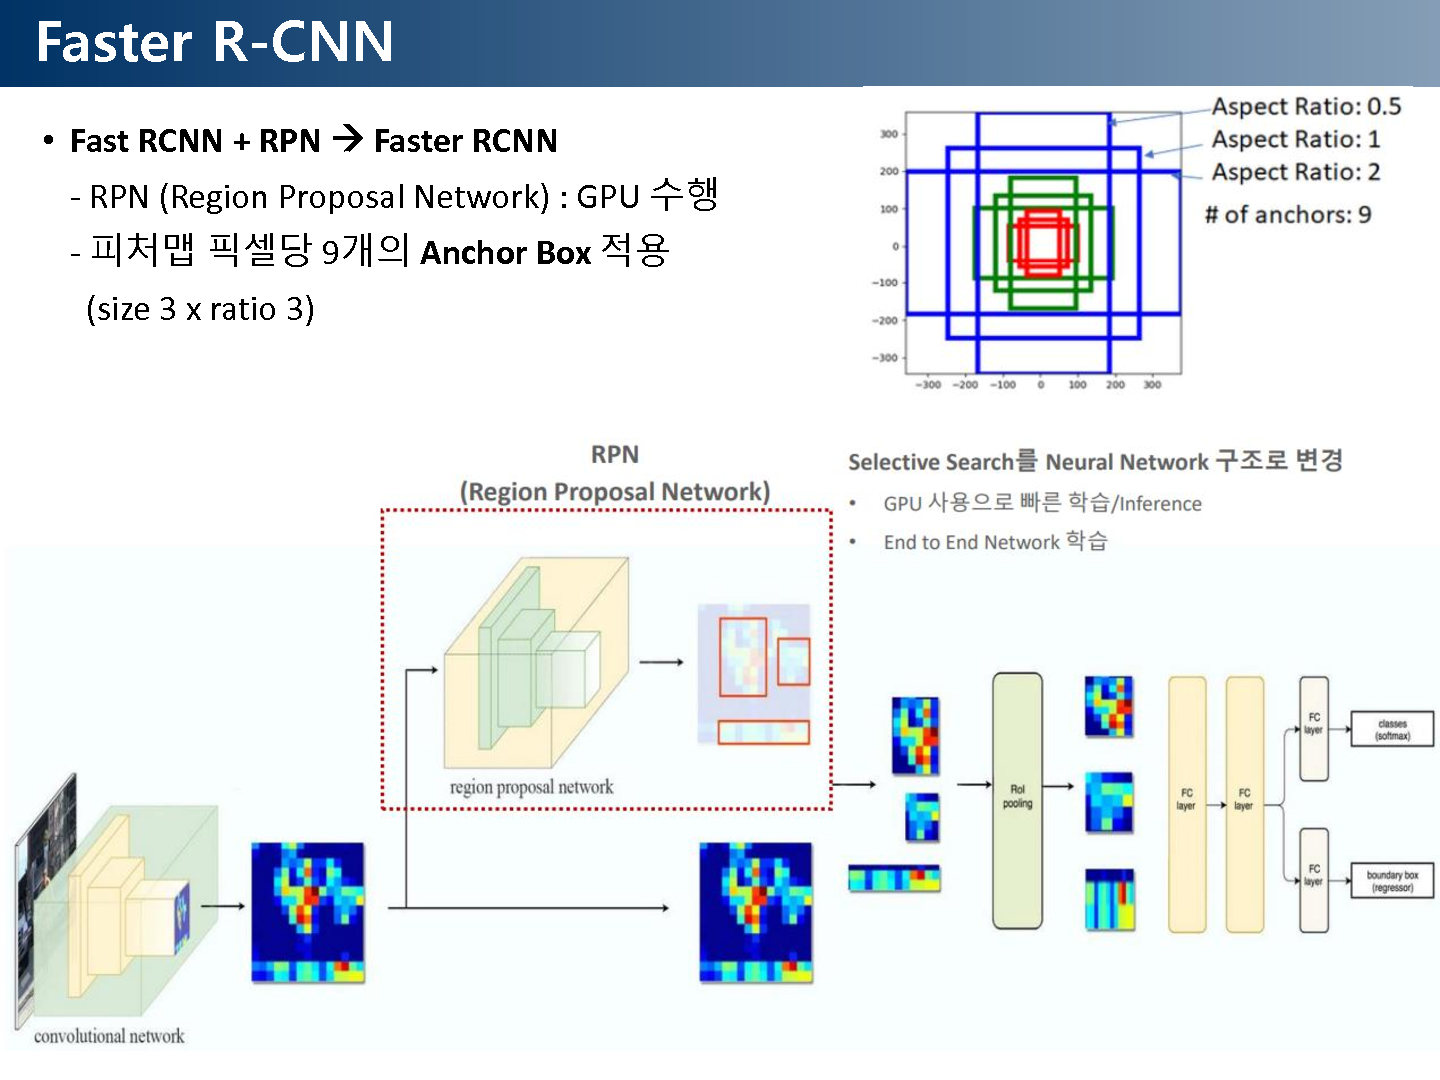 Faster R-CNN
• Fast RCNN + RPN → Faster RCNN
- RPN (Region Proposal Network) : GPU 수행
- 피처맵 픽셀당 9개의 Anchor Box 적용
(size 3 x ratio 3)
Aspect Ratio: 0.5
Aspect Ratio: 1
Aspect Ratio: 2
# of anchors: 9
300
200
100
0
−100
−200
−300
−300 −200 −100 0 100 200 300
RPN
(Region Proposal Network)
Selective Search를 Neural Network 구조로 변경
• GPU 사용으로 빠른 학습/Inference
• End to End Network 학습
region proposal network
convolutional network
RoI
pooling
FC
layer
FC
layer
FC
layer
classes
(softmax)
FC
layer
boundary box
(regressor)